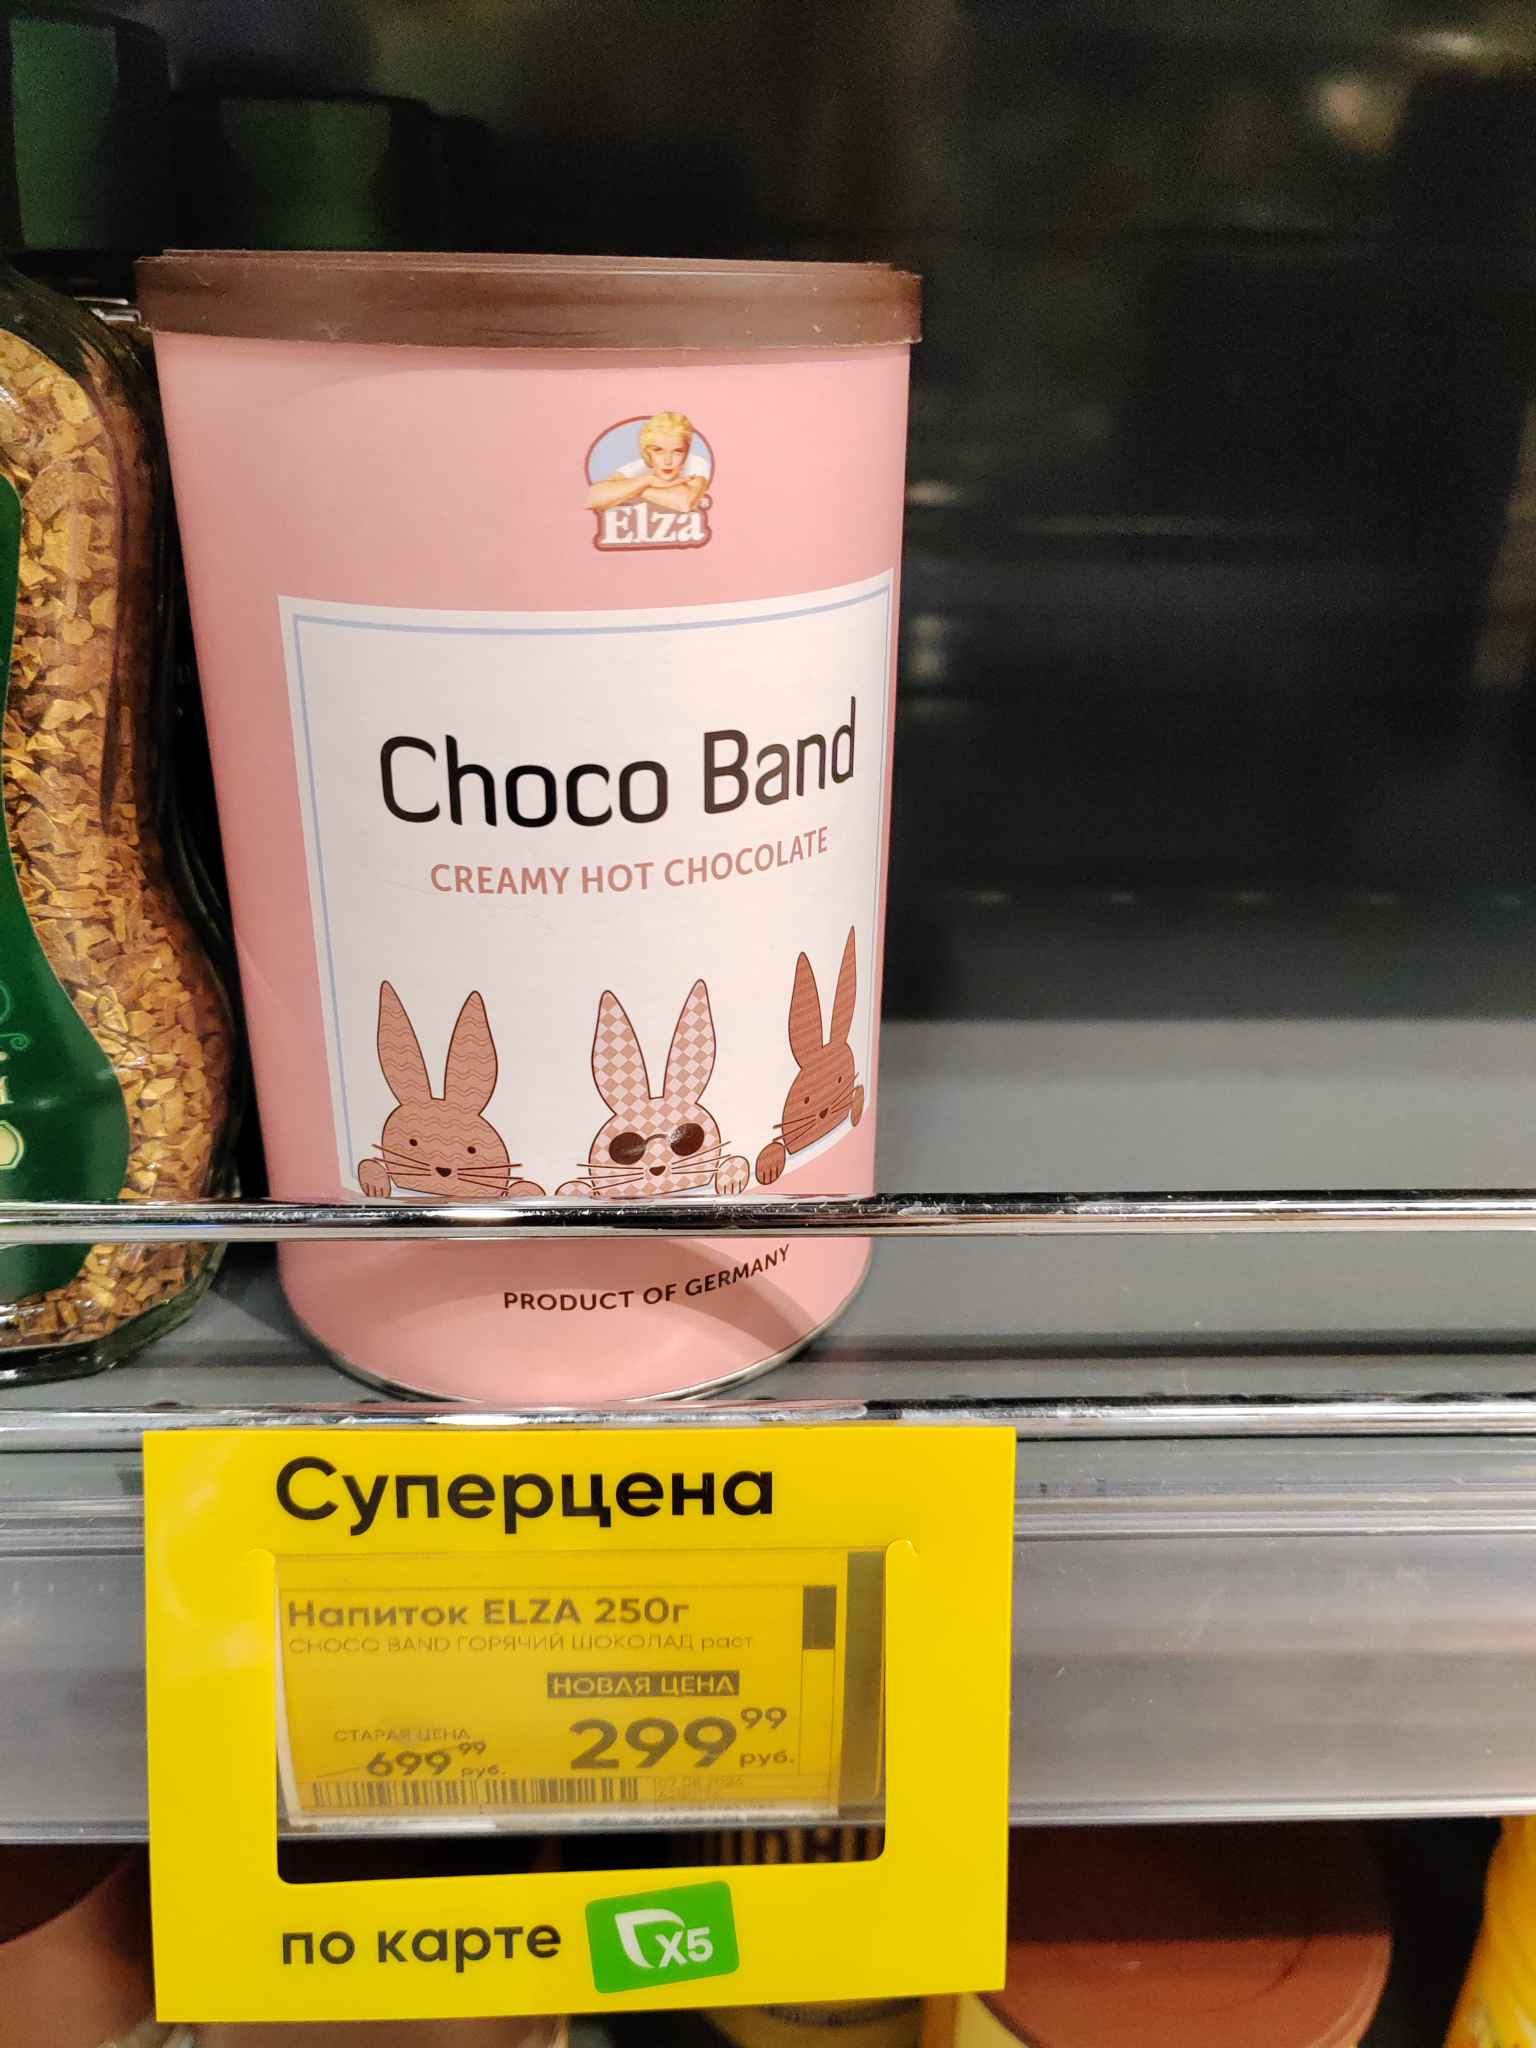 Elza
Choco Band
CREAMY HOT CHOCOLATE
PRODUCT OF GERMANY
Суперцена
Напиток ELZA 250г
CHOCO BAND ГОРЯЧИЙ ШОКОЛАД раст
НОВАЯ ЦЕНА
СТАРАЯ ЦЕНА
699 99 руб.
299 99 руб.
по карте X5